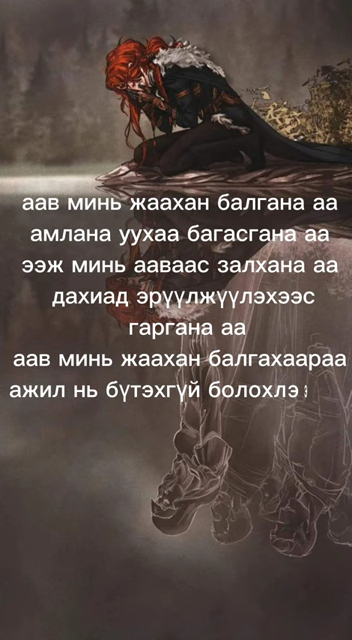 аав минь жаахан балгана аа
амлана уухаа багасгана аа
ээж минь ааваас залхана аа
дахиад эрүүлжүүлэхээс
гаргана аа
аав минь жаахан балгахаараа
ажил нь бүтэхгүй болохлэ